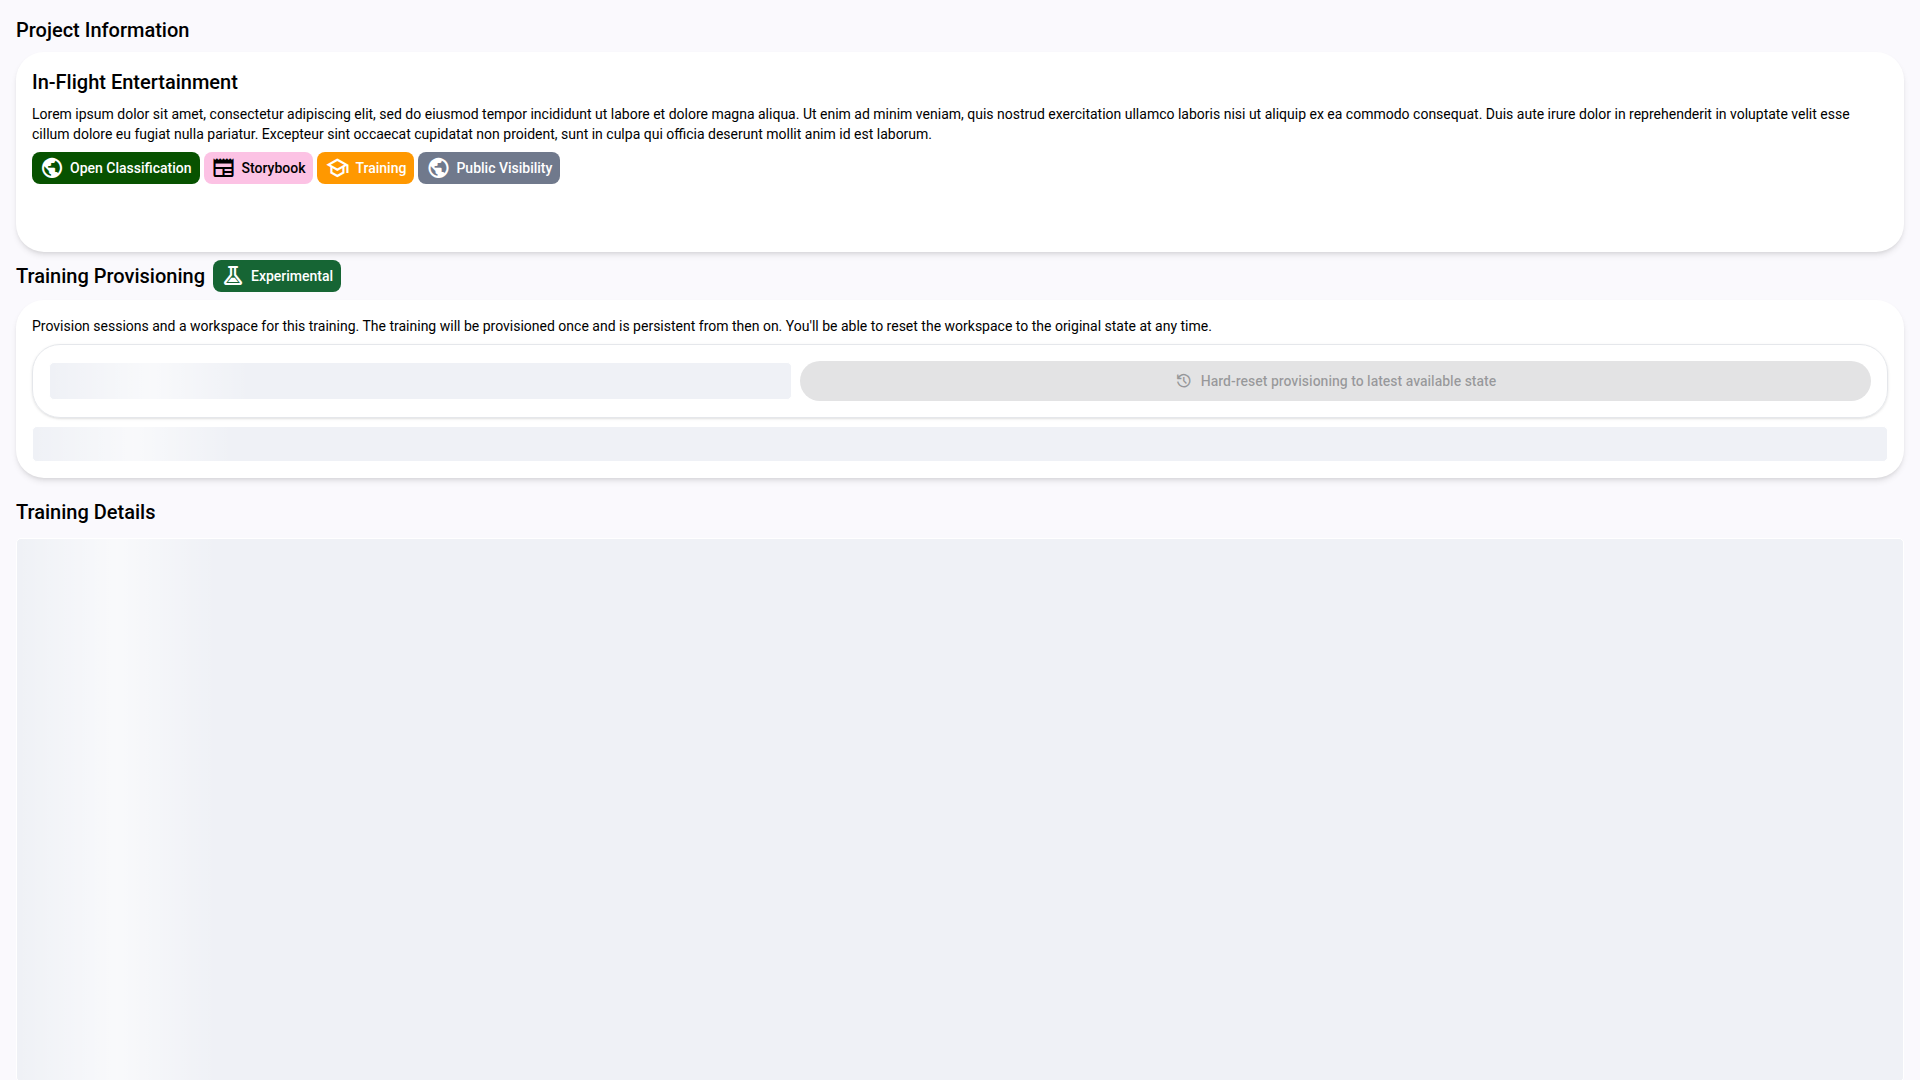 Project Information
In-Flight Entertainment
Lorem ipsum dolor sit amet, consectetur adipiscing elit, sed do eiusmod tempor incididunt ut labore et dolore magna aliqua. Ut enim ad minim veniam, quis nostrud exercitation ullamco laboris nisi ut aliquip ex ea commodo consequat. Duis aute irure dolor in reprehenderit in voluptate velit esse
cillum dolore eu fugiat nulla pariatur. Excepteur sint occaecat cupidatat non proident, sunt in culpa qui officia deserunt mollit anim id est laborum.
Open Classification Storybook Training Public Visibility
Training Provisioning Experimental
Provision sessions and a workspace for this training. The training will be provisioned once and is persistent from then on. You'll be able to reset the workspace to the original state at any time.
Hard-reset provisioning to latest available state
Training Details